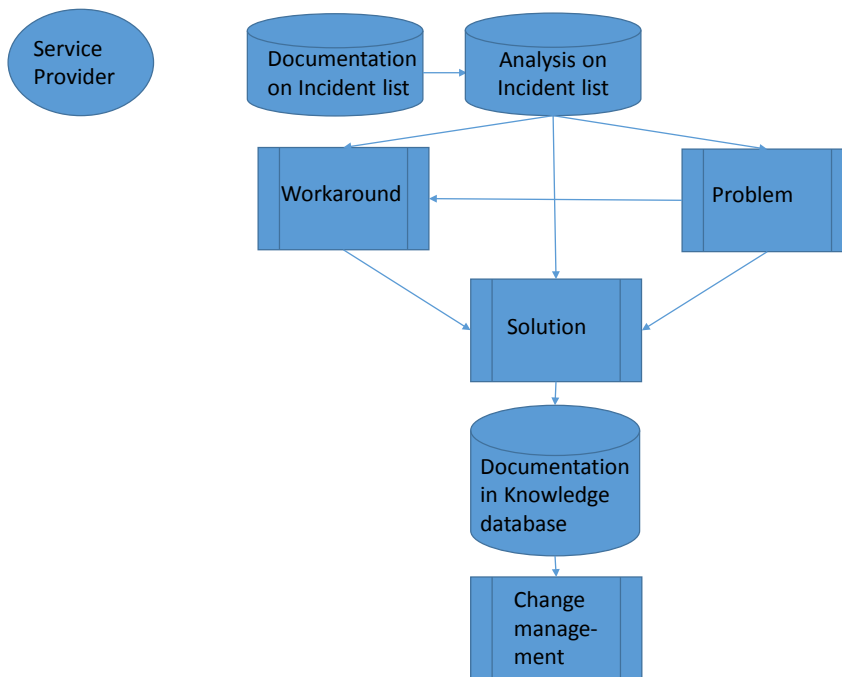 Service
Provider
Documentation
on Incident list
Analysis on
Incident list
Workaround
Problem
Solution
Documentation
in Knowledge
database
Change
manage-
ment